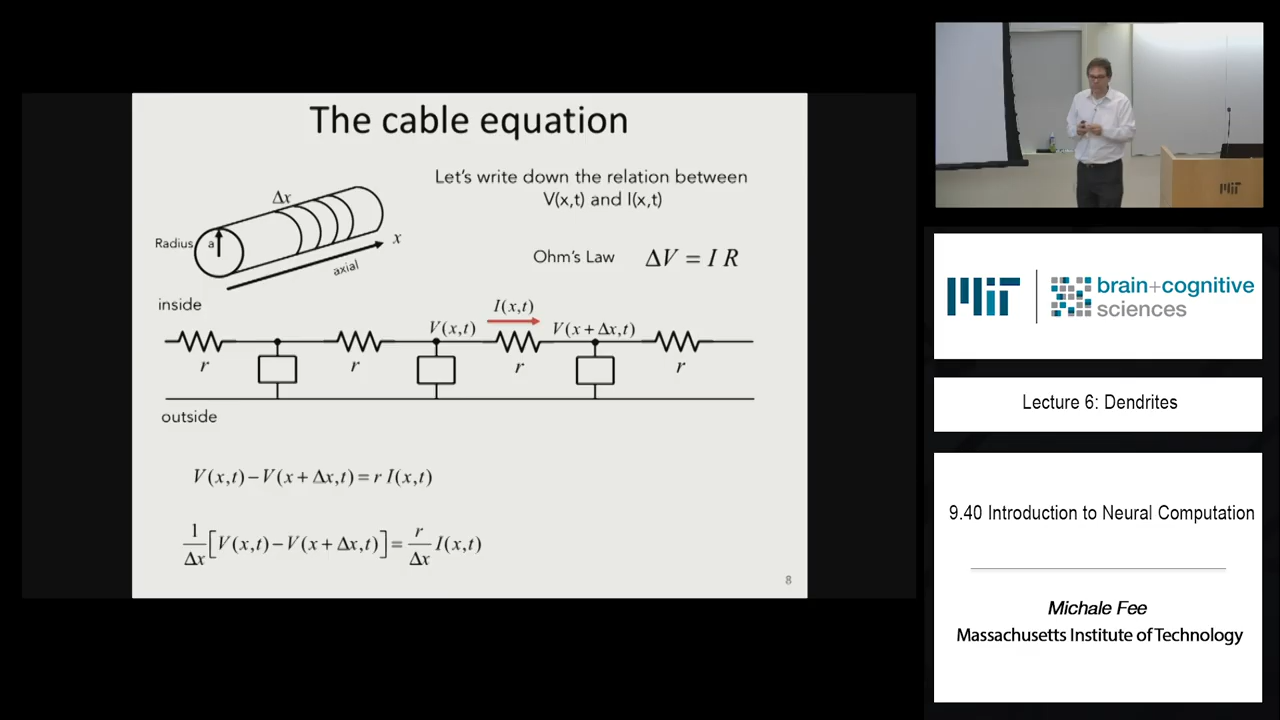 The cable equation
Let's write down the relation between
V(x,t) and I(x,t)
Δx
Radius
a
x
axial
Ohm's Law ΔV = I R
inside
I(x,t)
V(x,t)
V(x + Δx,t)
r
r
r
r
outside
V(x,t) − V(x + Δx,t) = r I(x,t)
1/Δx [V(x,t) − V(x + Δx,t)] = r/Δx I(x,t)
8
MIT
MIT
brain+cognitive
sciences
Lecture 6: Dendrites
9.40 Introduction to Neural Computation
Michale Fee
Massachusetts Institute of Technology